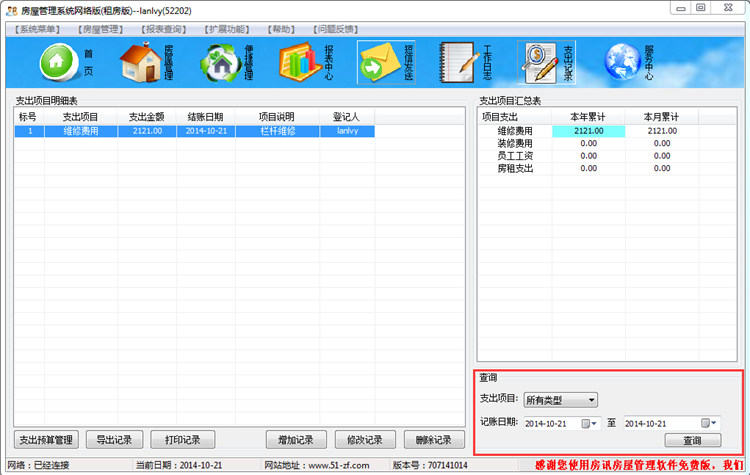 房屋管理系统网络版(租房版)--lanlvy(52202)
【系统菜单】 【房屋管理】 【报表查询】 【扩展功能】 【帮助】 【问题反馈】
首页 房屋管理 便捷管理 报表中心 短信发送 工作日志 支出记录 服务中心
支出项目明细表
标号 支出项目 支出金额 结账日期 项目说明 登记人
1 维修费用 2121.00 2014-10-21 栏杆维修 lanlvy
支出项目汇总表
项目支出 本年累计 本月累计
维修费用 2121.00 2121.00
装修费用 0.00 0.00
员工工资 0.00 0.00
房租支出 0.00 0.00
查询
支出项目: 所有类型
记账日期: 2014-10-21 至 2014-10-21
查询
支出预算管理 导出记录 打印记录 增加记录 修改记录 删除记录
网络：已经连接 当前日期：2014-10-21 网站地址：www.51-zf.com 版本号：707141014 感谢您使用房讯房屋管理软件免费版，我们